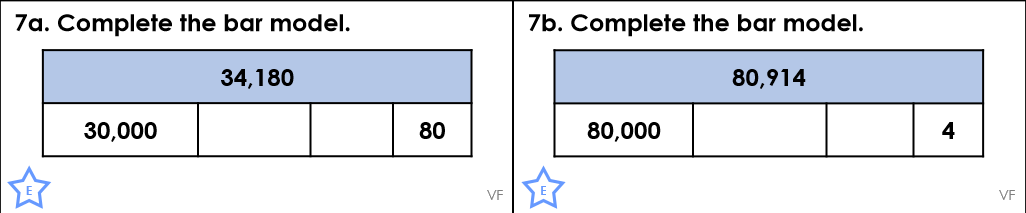 7a. Complete the bar model.
34,180
30,000 80
E
VF
7b. Complete the bar model.
80,914
80,000 4
E
VF